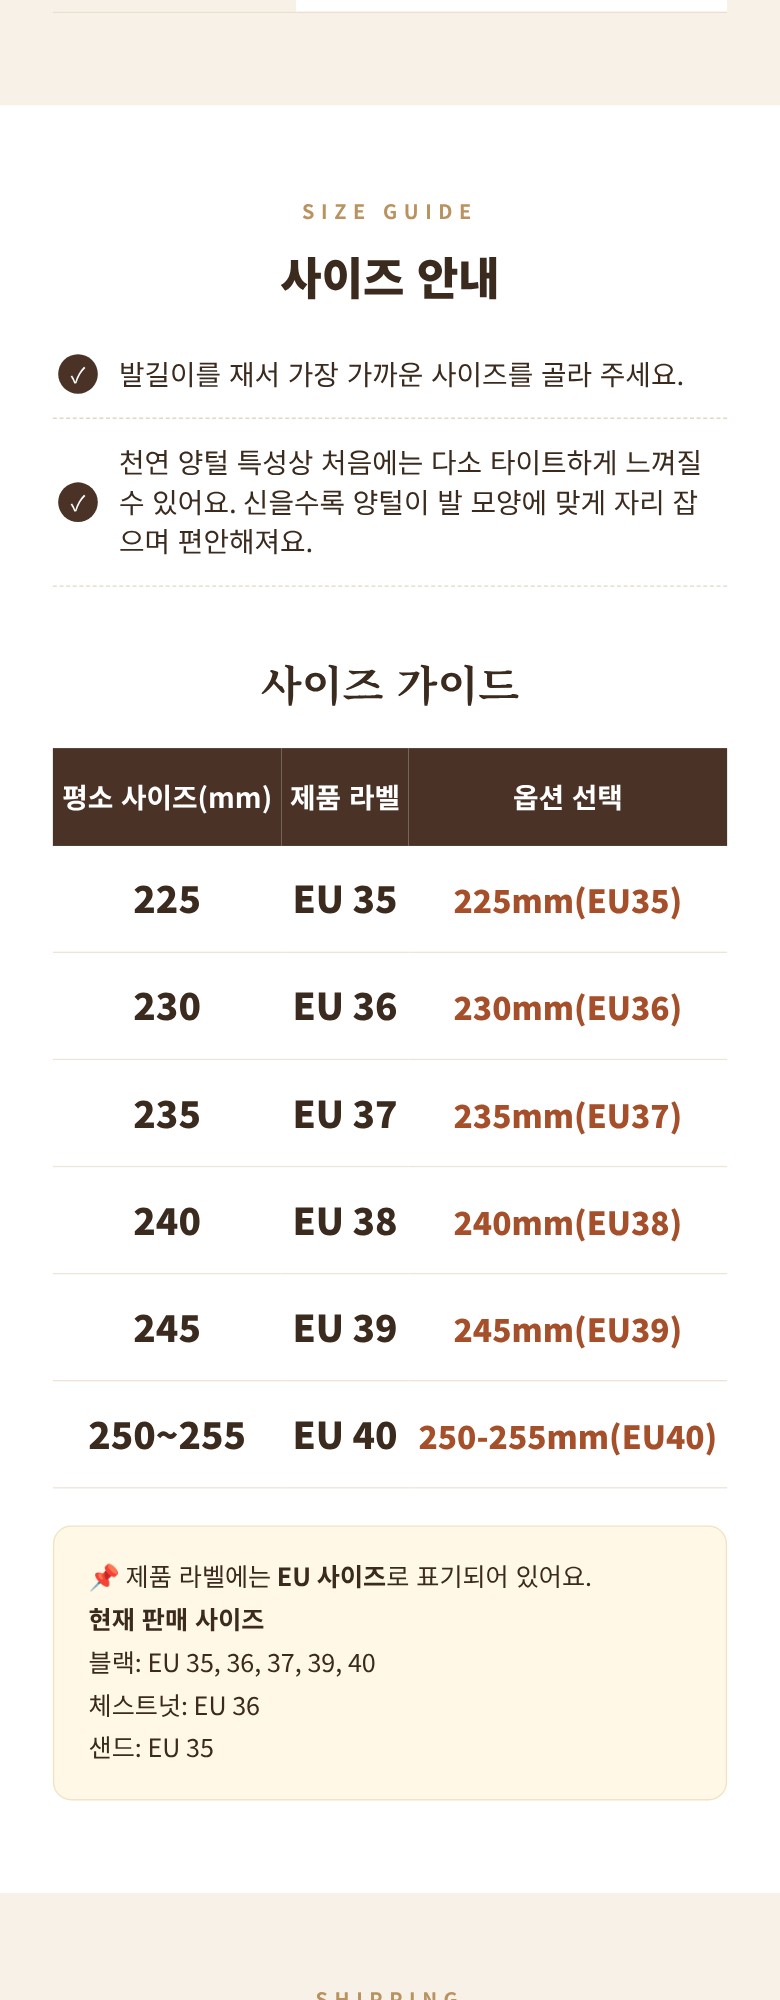 SIZE GUIDE
사이즈 안내
✓ 발길이를 재서 가장 가까운 사이즈를 골라 주세요.
✓ 천연 양털 특성상 처음에는 다소 타이트하게 느껴질
수 있어요. 신을수록 양털이 발 모양에 맞게 자리 잡
으며 편안해져요.
사이즈 가이드
평소 사이즈(mm) 제품 라벨 옵션 선택
225 EU 35 225mm(EU35)
230 EU 36 230mm(EU36)
235 EU 37 235mm(EU37)
240 EU 38 240mm(EU38)
245 EU 39 245mm(EU39)
250~255 EU 40 250-255mm(EU40)
📌 제품 라벨에는 EU 사이즈로 표기되어 있어요.
현재 판매 사이즈
블랙: EU 35, 36, 37, 39, 40
체스트넛: EU 36
샌드: EU 35
SHIPPING